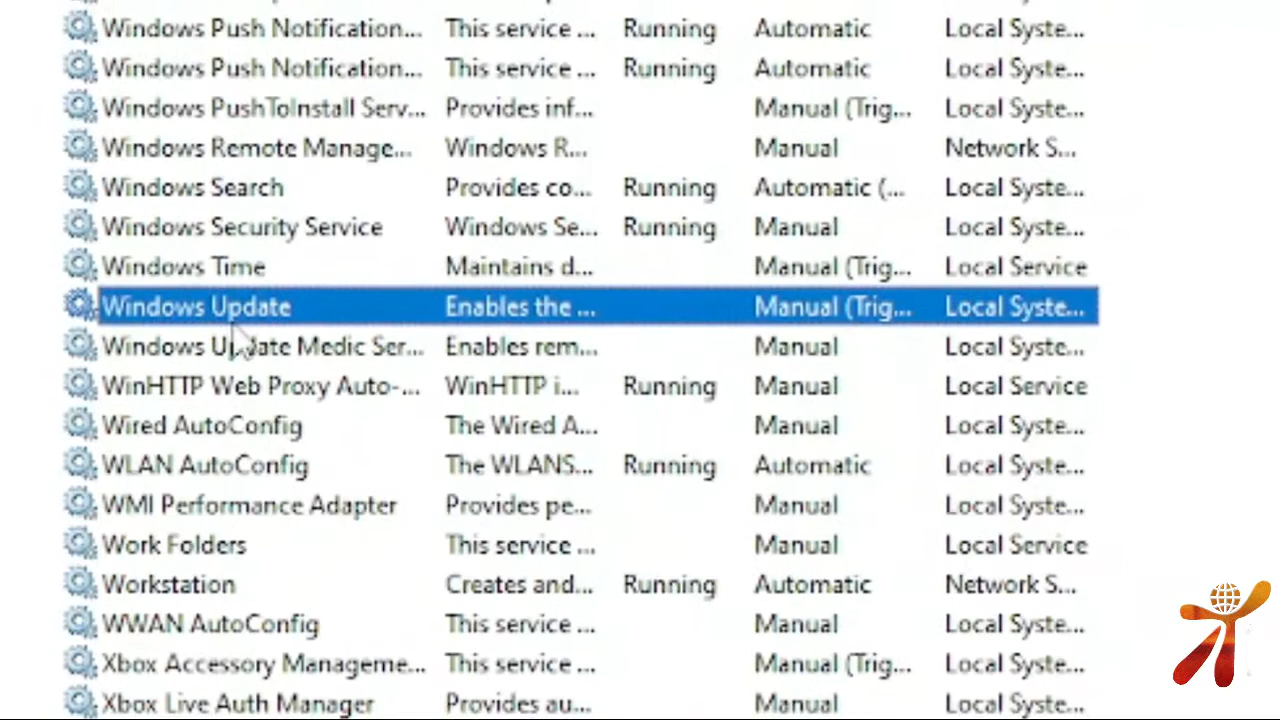 Windows Push Notification... This service ... Running Automatic Local Syste...
Windows Push Notification... This service ... Running Automatic Local Syste...
Windows PushToInstall Serv... Provides inf... Manual (Trig... Local Syste...
Windows Remote Manage... Windows R... Manual Network S...
Windows Search Provides co... Running Automatic (... Local Syste...
Windows Security Service Windows Se... Running Manual Local Syste...
Windows Time Maintains d... Manual (Trig... Local Service
Windows Update Enables the ... Manual (Trig... Local Syste...
Windows Update Medic Ser... Enables rem... Manual Local Syste...
WinHTTP Web Proxy Auto-... WinHTTP i... Running Manual Local Service
Wired AutoConfig The Wired A... Manual Local Syste...
WLAN AutoConfig The WLANS... Running Automatic Local Syste...
WMI Performance Adapter Provides pe... Manual Local Syste...
Work Folders This service ... Manual Local Service
Workstation Creates and... Running Automatic Network S...
WWAN AutoConfig This service ... Manual Local Syste...
Xbox Accessory Manageme... This service ... Manual (Trig... Local Syste...
Xbox Live Auth Manager Provides au... Manual Local Syste...